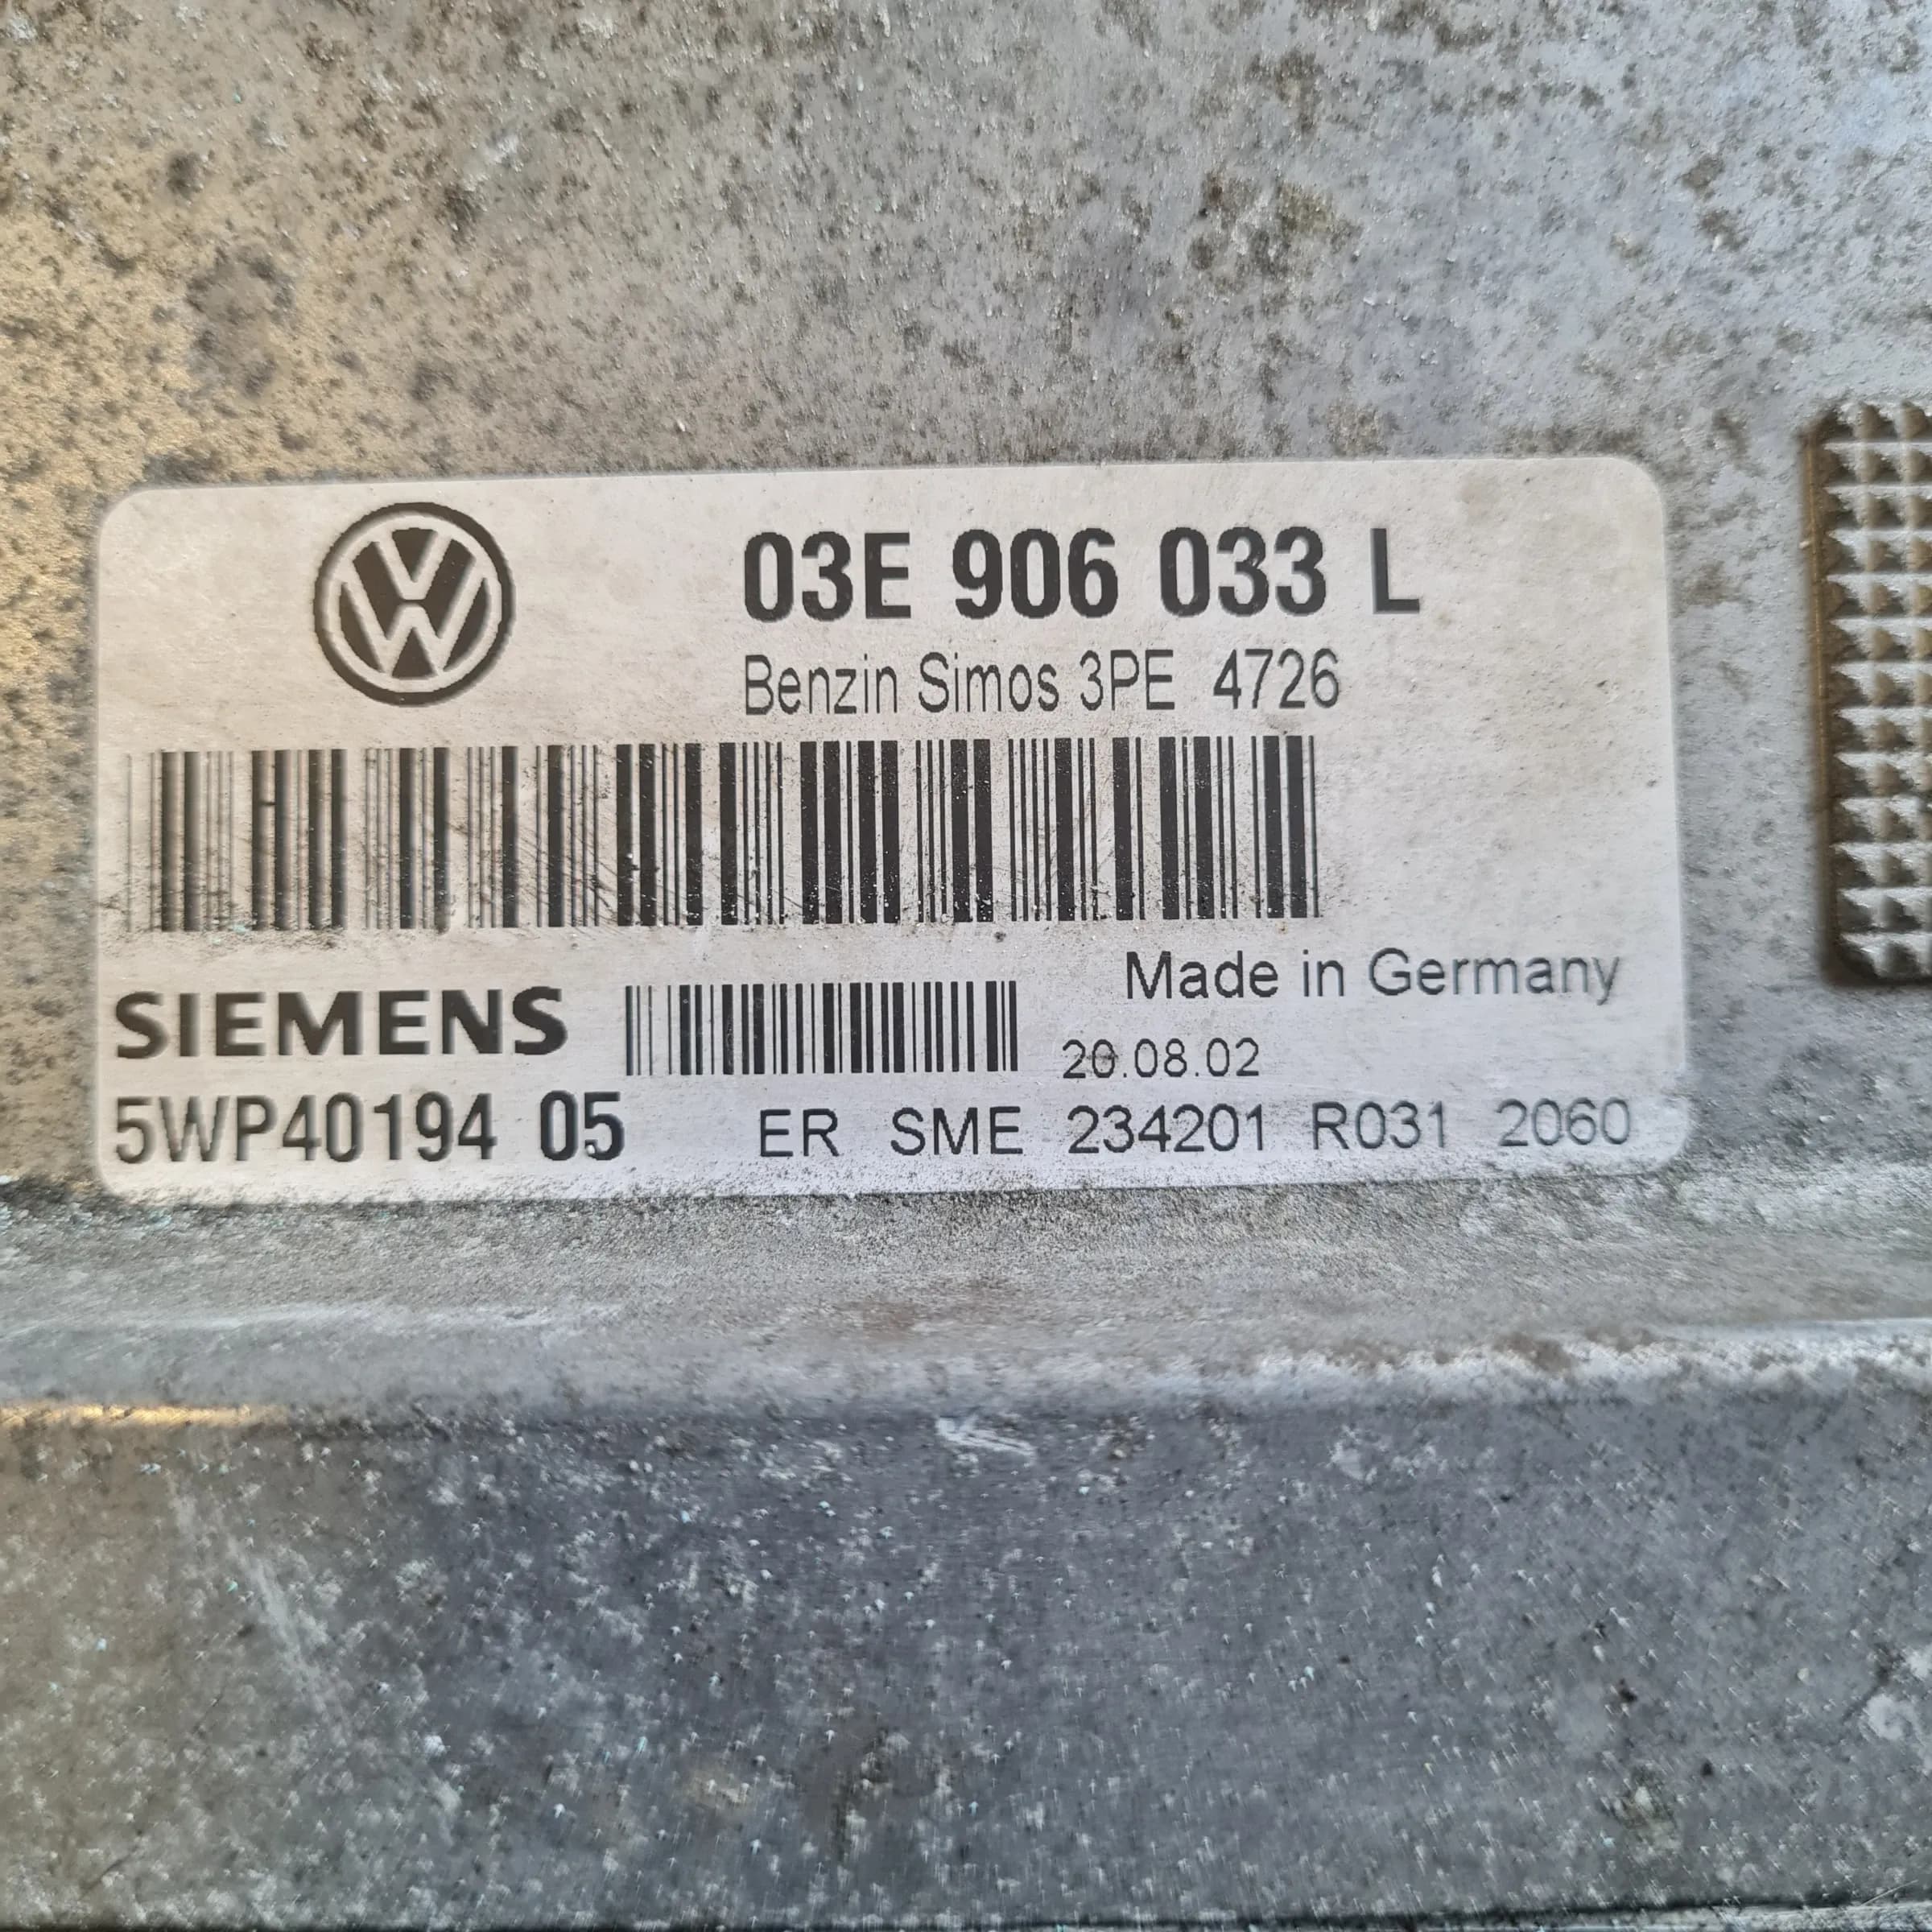 03E 906 033 L
Benzin Simos 3PE 4726
Made in Germany
SIEMENS
20.08.02
5WP40194 05 ER SME 234201 R031 2060